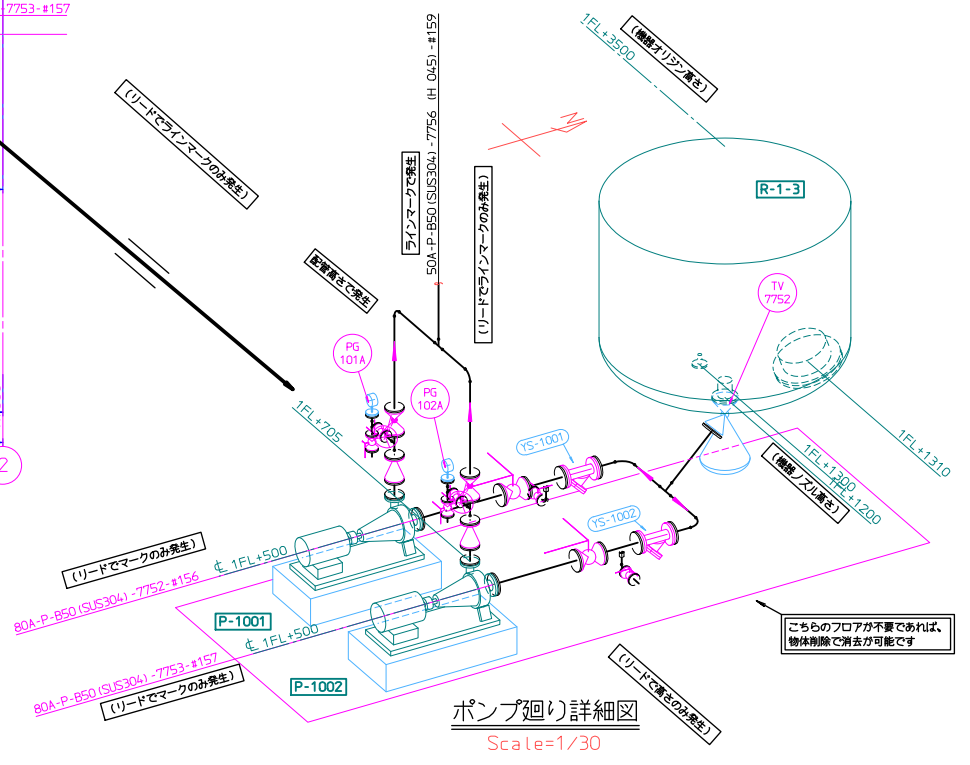 -7753-#157
1FL+3500
(機器オリジン高さ)
(リードでラインマークのみ発生)
N
ラインマークで発生
50A-P-B50(SUS304)-7756 (H 045)-#159
(リードでラインマークのみ発生)
R-1-3
配管高さで発生
TV
7752
PG
101A
PG
102A
1FL+705
YS-1001
YS-1002
1FL+1310
1FL+1300
1FL+1200
(機器ノズル高さ)
2
(リードでマークのみ発生)
℄ 1FL+500
80A-P-B50(SUS304)-7752-#156
P-1001
℄ 1FL+500
80A-P-B50(SUS304)-7753-#157
(リードでマークのみ発生)
P-1002
こちらのフロアが不要であれば、
物体削除で消去が可能です
(リードで高さのみ発生)
ポンプ廻り詳細図
Scale=1/30